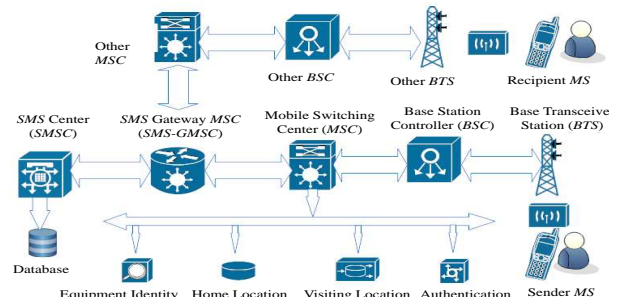 Other
MSC
Other BSC
Other BTS
Recipient MS
SMS Center
(SMSC)
SMS Gateway MSC
(SMS-GMSC)
Mobile Switching
Center (MSC)
Base Station
Controller (BSC)
Base Transceive
Station (BTS)
Database
Equipment Identity
Home Location
Visiting Location
Authentication
Sender MS